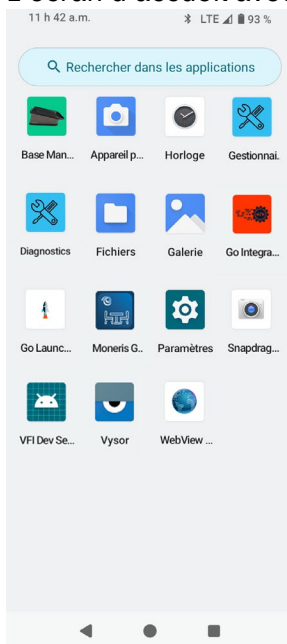 11 h 42 a.m. LTE 93 %
Rechercher dans les applications
Base Man... Appareil p... Horloge Gestionnai.
Diagnostics Fichiers Galerie Go Integra...
Go Launc... Moneris G.. Paramètres Snapdrag...
VFI Dev Se... Vysor WebView ...